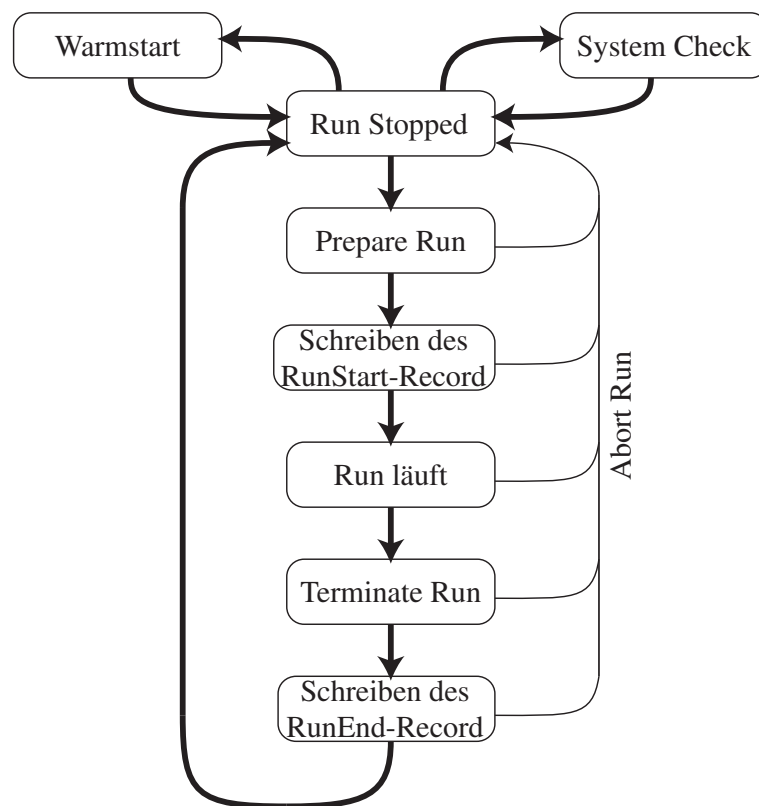 Warmstart
System Check
Run Stopped
Prepare Run
Schreiben des
RunStart-Record
Run läuft
Terminate Run
Schreiben des
RunEnd-Record
Abort Run